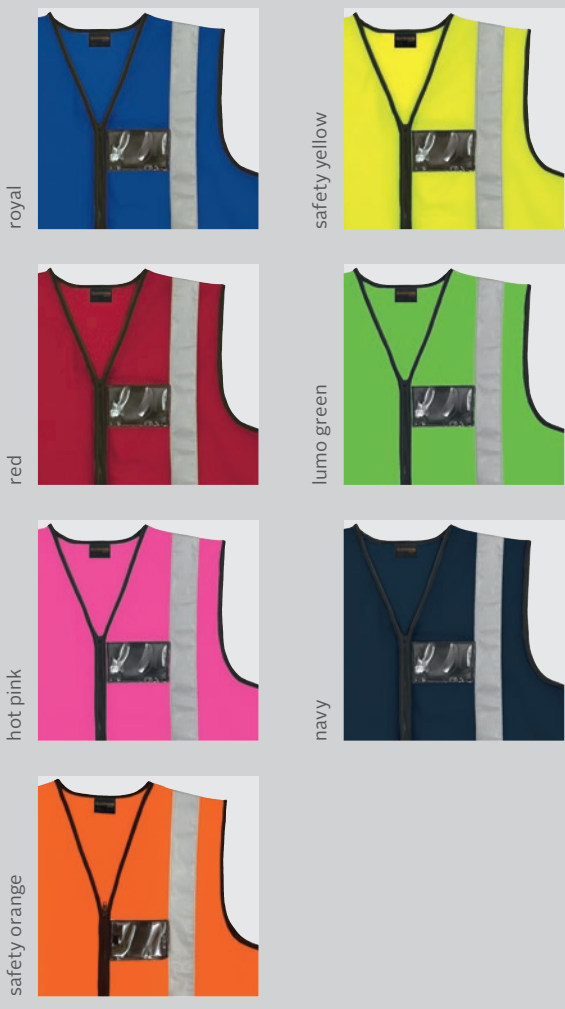 royal
safety yellow
red
lumo green
hot pink
navy
safety orange